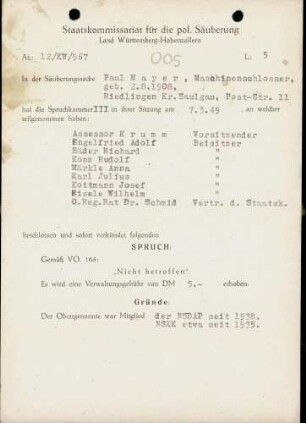 Staatskommissariat für die pol. Säuberung
Land Württemberg-Hohenzollern
Az: 12/KW/567
005
L: 5
In der Säuberungssache Paul Mayer, Maschinenschlosser,
geb. 2.6.1908,
Riedlingen Kr.Saulgau, Post-Str. 11
hat die Spruchkammer III in ihrer Sitzung am 7.3.49 an welcher
teilgenommen haben:
Assessor Krumm Vorsitzender
Engelfried Adolf Beisitzer
Bäder Richard "
Kons Rudolf "
Märkle Anna "
Karl Julius "
Kottmann Josef "
Eisele Wilhelm "
O.Reg.Rat Dr. Schmid Vertr. d. Staatsk.
beschlossen und sofort verkündet folgenden
SPRUCH:
Gemäß VO. 166:
„Nicht betroffen".
Es wird eine Verwaltungsgebühr von DM 5.- erhoben.
Gründe:
Der Obengenannte war Mitglied der NSDAP seit 1938,
NSKK etwa seit 1935.